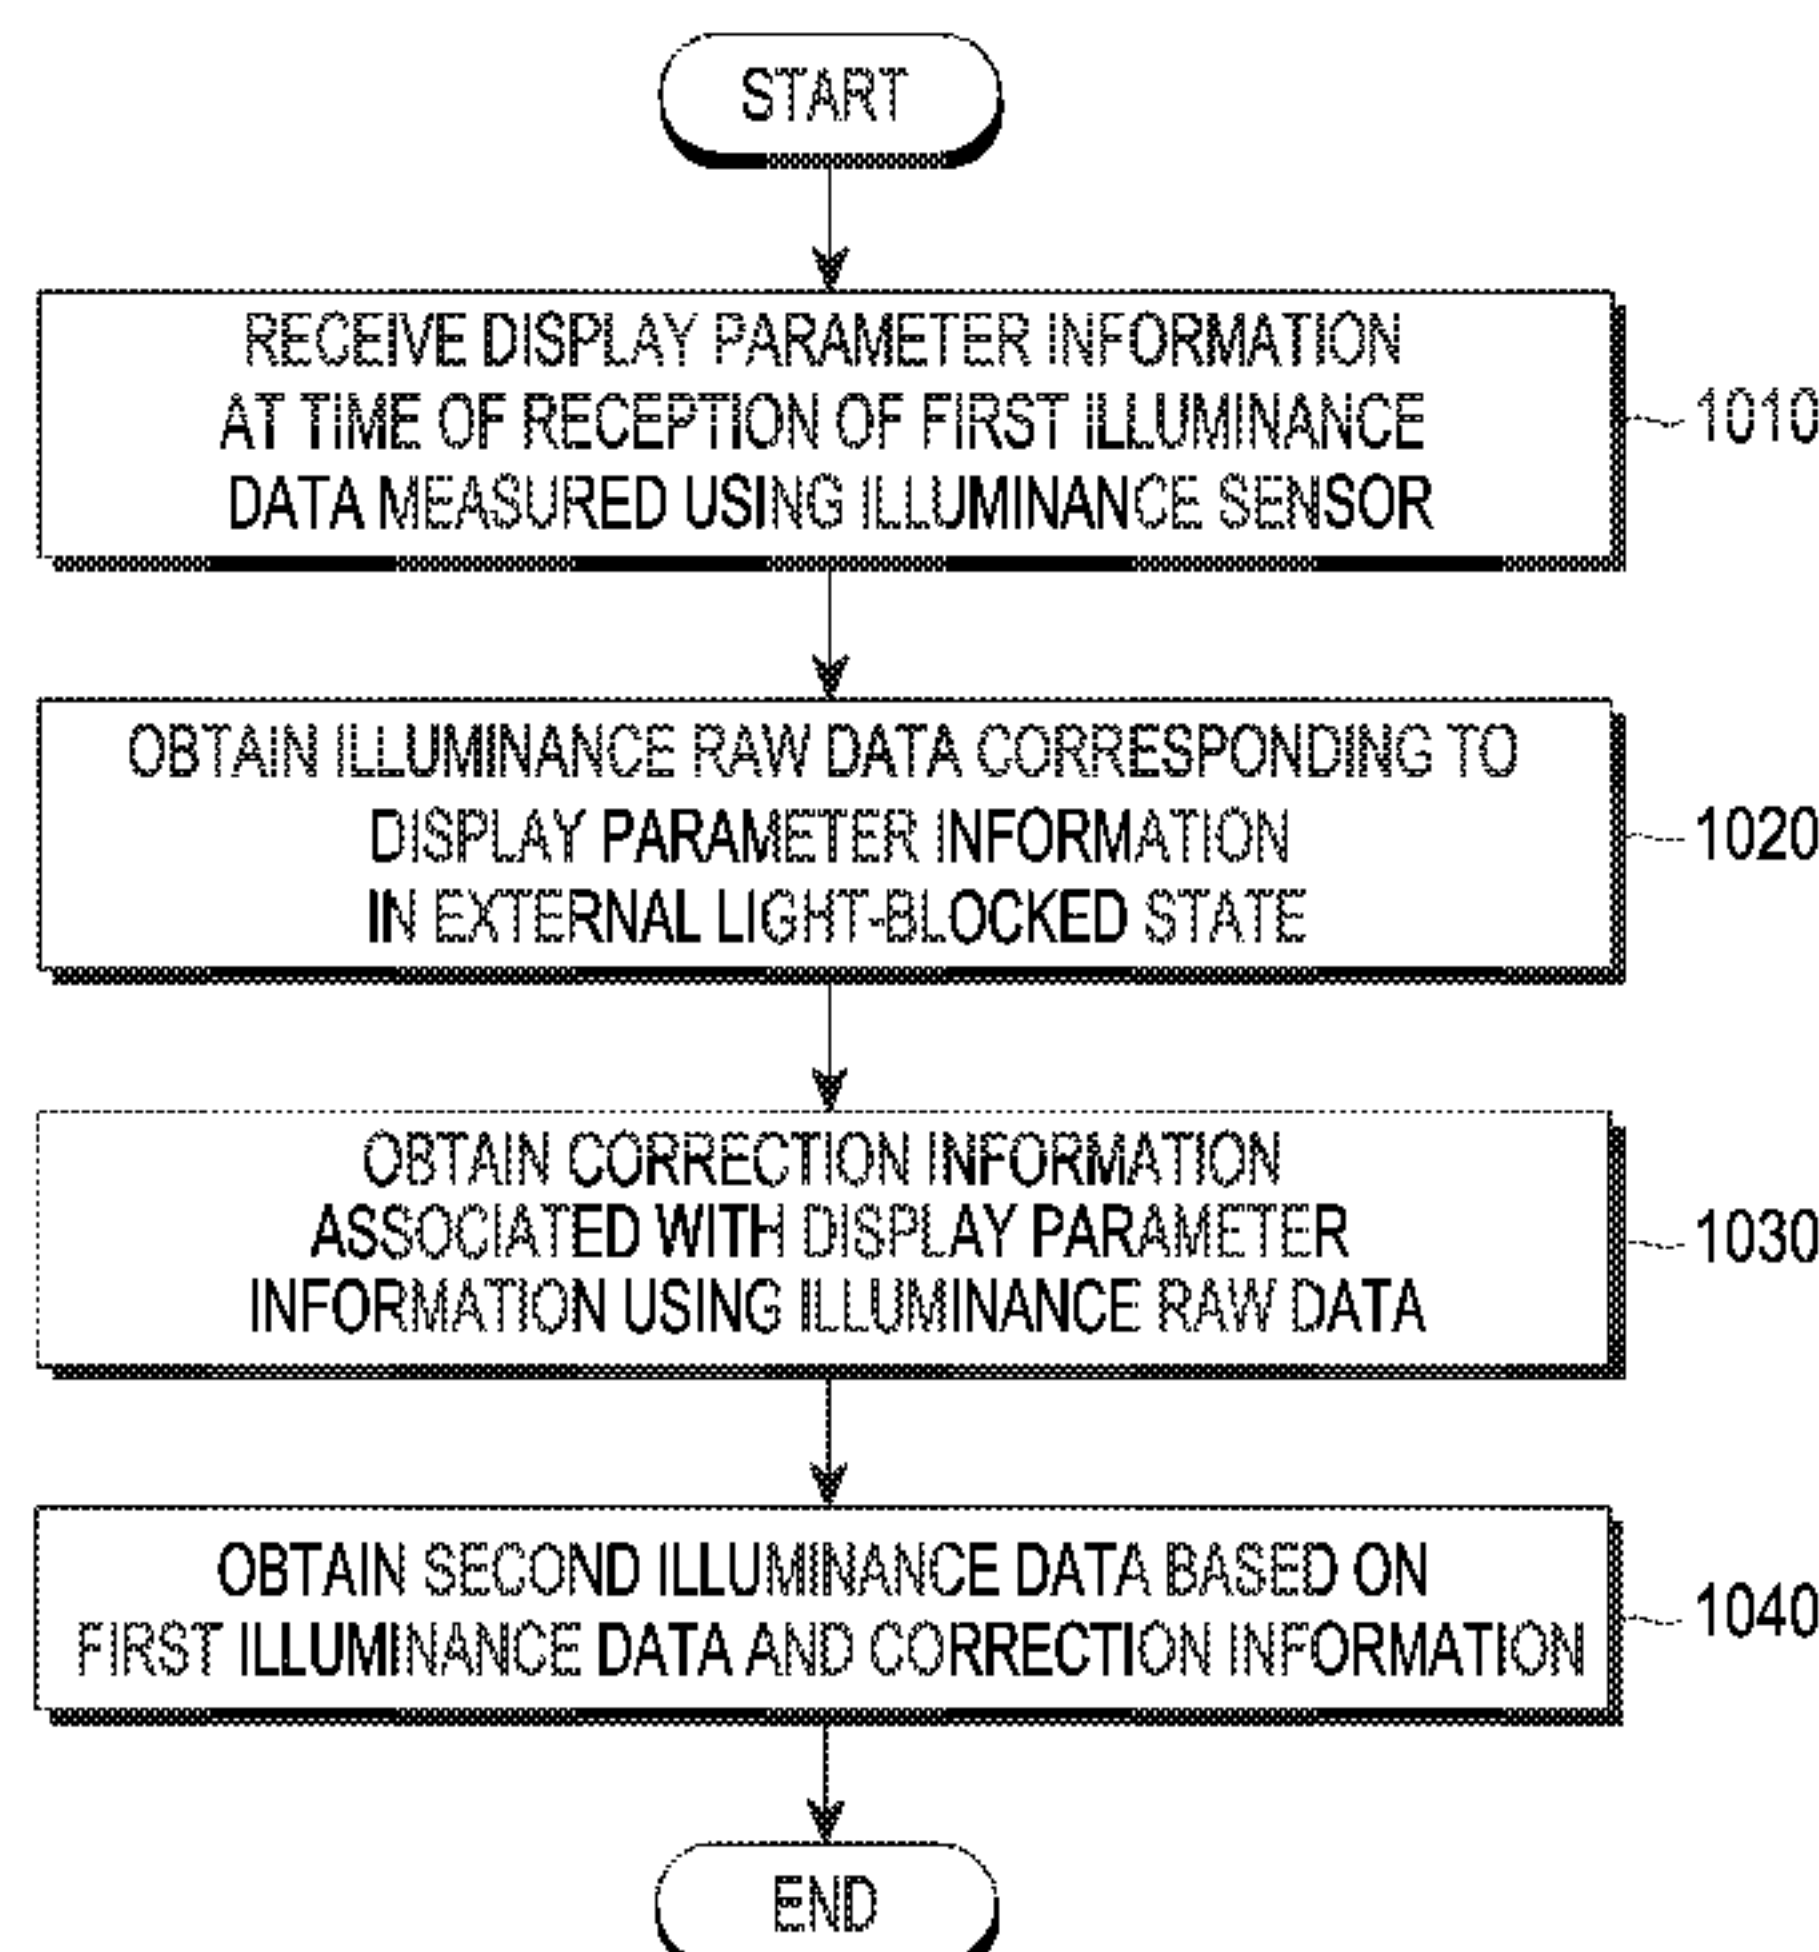 START
RECEIVE DISPLAY PARAMETER INFORMATION
AT TIME OF RECEPTION OF FIRST ILLUMINANCE
DATA MEASURED USING ILLUMINANCE SENSOR
1010
OBTAIN ILLUMINANCE RAW DATA CORRESPONDING TO
DISPLAY PARAMETER INFORMATION
IN EXTERNAL LIGHT-BLOCKED STATE
1020
OBTAIN CORRECTION INFORMATION
ASSOCIATED WITH DISPLAY PARAMETER
INFORMATION USING ILLUMINANCE RAW DATA
1030
OBTAIN SECOND ILLUMINANCE DATA BASED ON
FIRST ILLUMINANCE DATA AND CORRECTION INFORMATION
1040
END